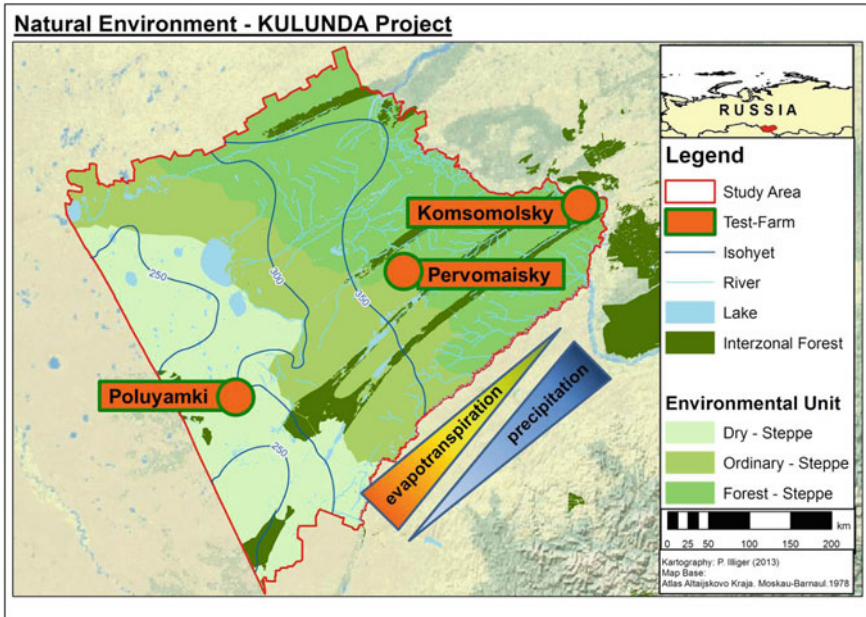 Natural Environment - KULUNDA Project
RUSSIA
Legend
Study Area
Test-Farm
Isohyet
River
Lake
Interzonal Forest
Environmental Unit
Dry - Steppe
Ordinary - Steppe
Forest - Steppe
km
0 25 50 100 150 200
Kartography: P. Illiger (2013)
Map Base:
Atlas Altaijskovo Kraja. Moskau-Barnaul.1978
Komsomolsky
Pervomaisky
Poluyamki
250
300
350
250
evapotranspiration
precipitation